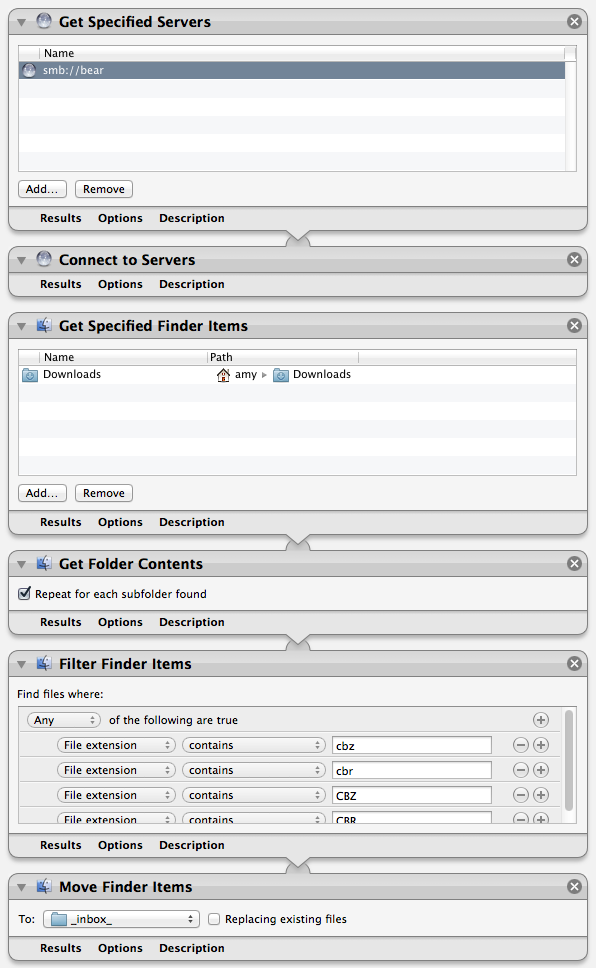 Get Specified Servers
Name
smb://bear
Add... Remove
Results Options Description
Connect to Servers
Results Options Description
Get Specified Finder Items
Name Path
Downloads amy Downloads
Add... Remove
Results Options Description
Get Folder Contents
Repeat for each subfolder found
Results Options Description
Filter Finder Items
Find files where:
Any of the following are true
File extension contains cbz
File extension contains cbr
File extension contains CBZ
File extension contains CBR
Results Options Description
Move Finder Items
To: _inbox_ Replacing existing files
Results Options Description